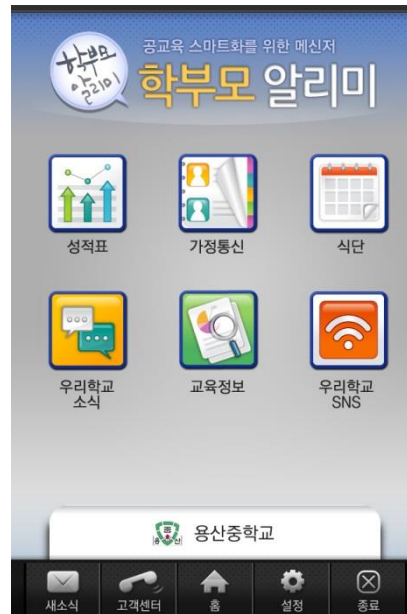 학부모
알리미
공교육 스마트화를 위한 메신저
학부모 알리미
성적표
가정통신
식단
우리학교
소식
교육정보
우리학교
SNS
용산중학교
새소식
고객센터
홈
설정
종료